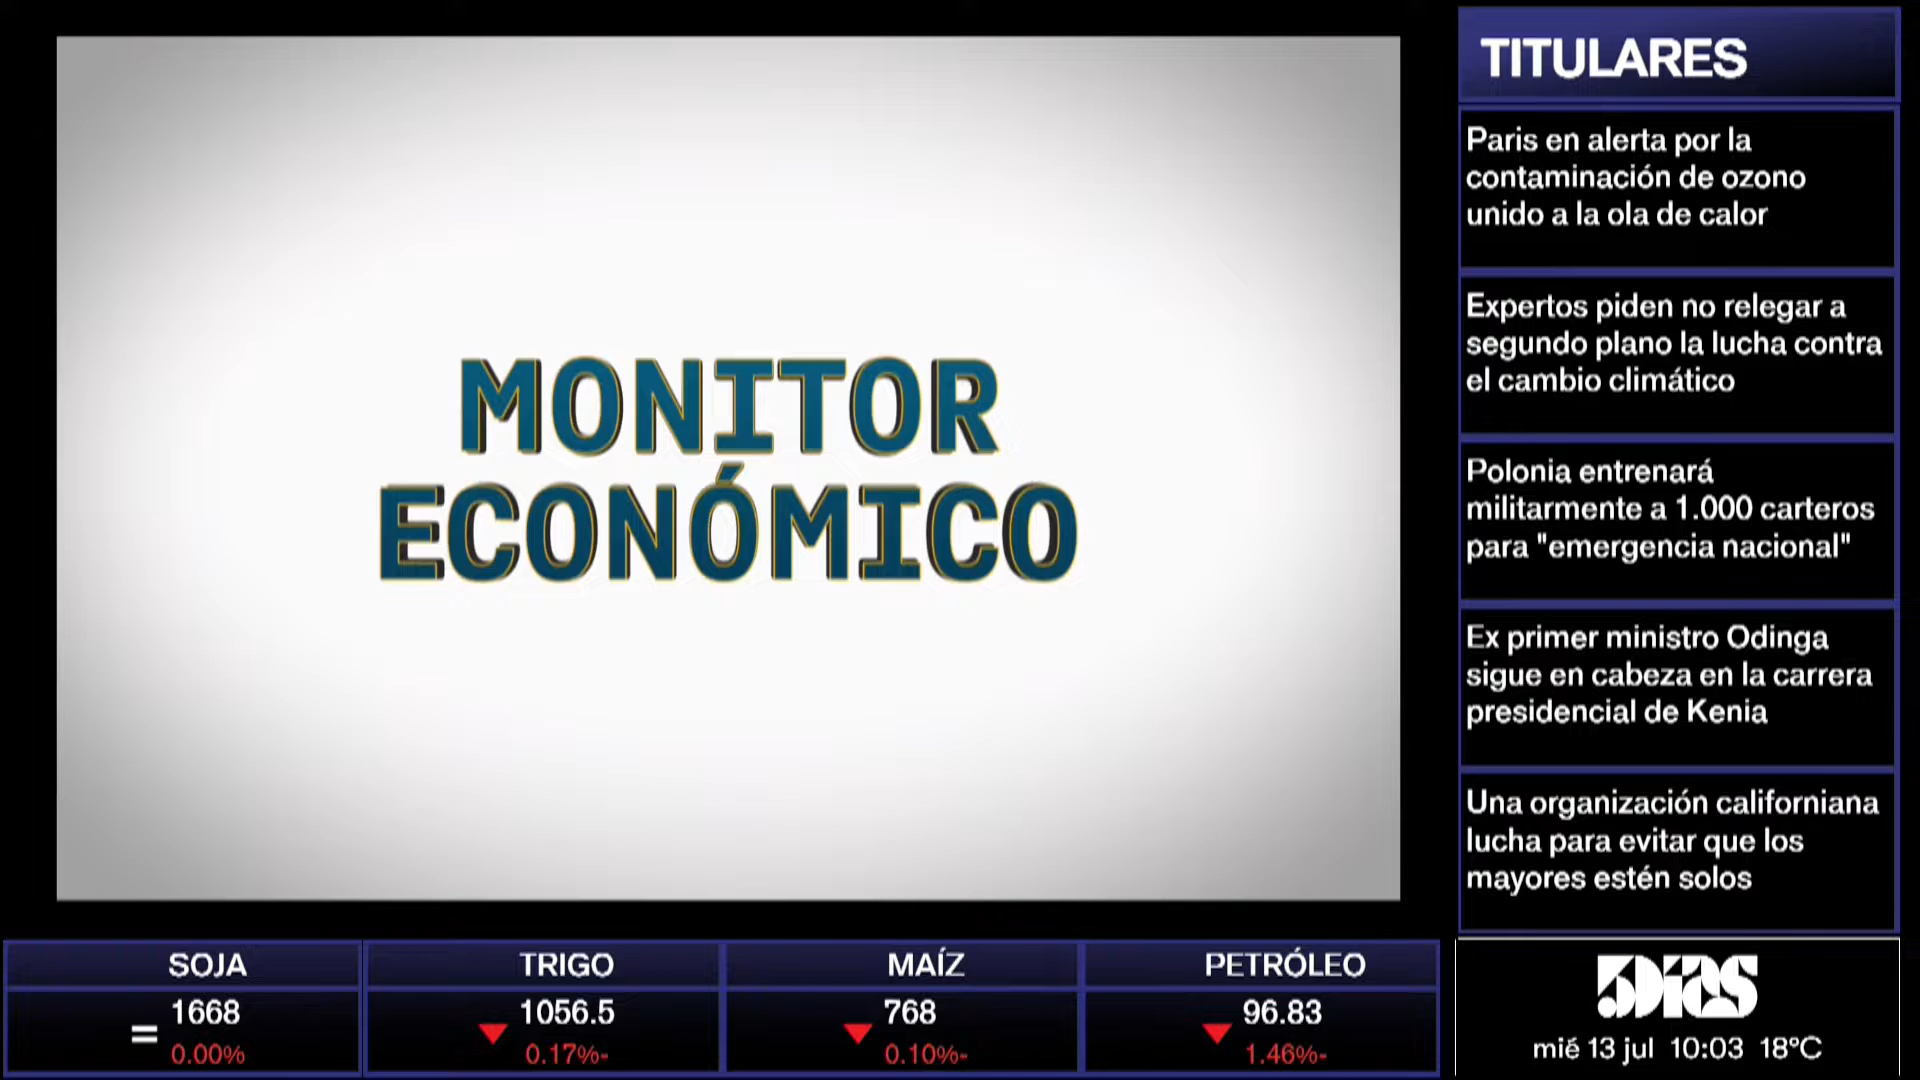 MONITOR
ECONÓMICO
TITULARES
Paris en alerta por la
contaminación de ozono
unido a la ola de calor
Expertos piden no relegar a
segundo plano la lucha contra
el cambio climático
Polonia entrenará
militarmente a 1.000 carteros
para "emergencia nacional"
Ex primer ministro Odinga
sigue en cabeza en la carrera
presidencial de Kenia
Una organización californiana
lucha para evitar que los
mayores estén solos
SOJA
= 1668
0.00%
TRIGO
1056.5
0.17%-
MAÍZ
768
0.10%-
PETRÓLEO
96.83
1.46%-
5Días
mié 13 jul 10:03 18°C